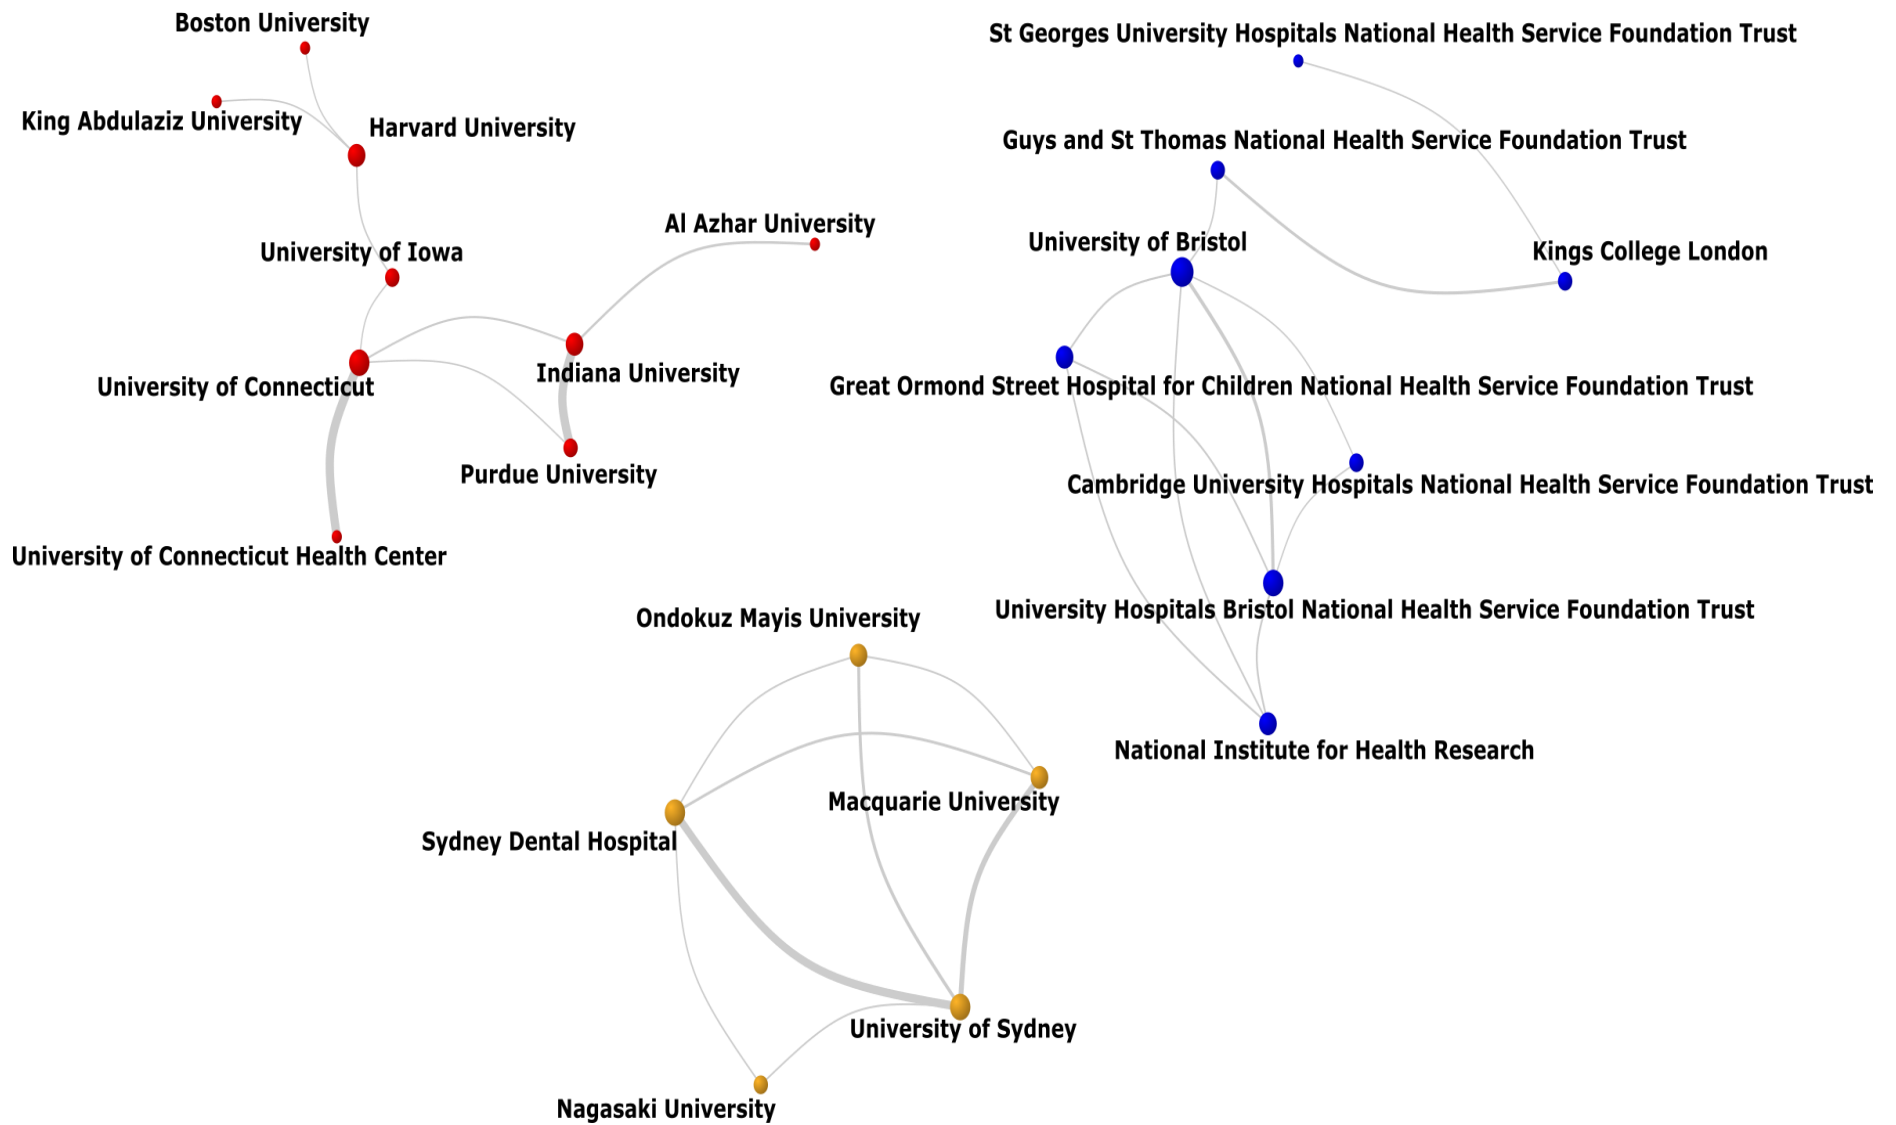 Boston University
King Abdulaziz University
Harvard University
University of Iowa
Al Azhar University
University of Connecticut
Indiana University
Purdue University
University of Connecticut Health Center
St Georges University Hospitals National Health Service Foundation Trust
Guys and St Thomas National Health Service Foundation Trust
University of Bristol
Kings College London
Great Ormond Street Hospital for Children National Health Service Foundation Trust
Cambridge University Hospitals National Health Service Foundation Trust
University Hospitals Bristol National Health Service Foundation Trust
National Institute for Health Research
Ondokuz Mayis University
Macquarie University
Sydney Dental Hospital
University of Sydney
Nagasaki University